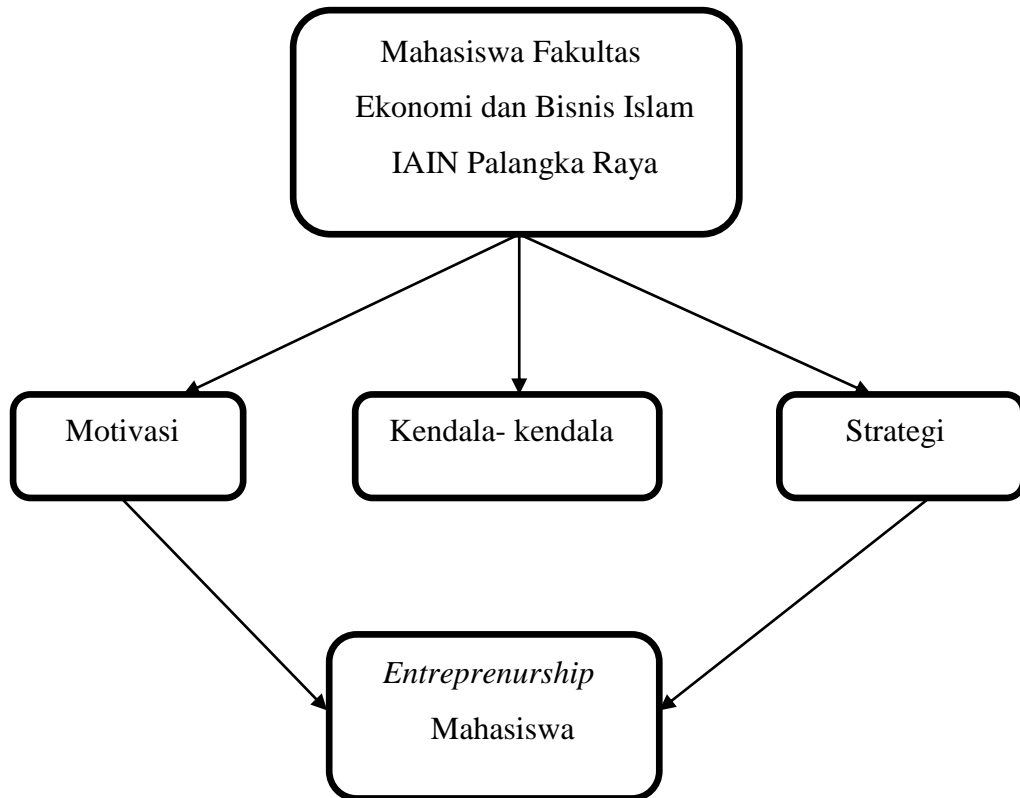 Mahasiswa Fakultas
Ekonomi dan Bisnis Islam
IAIN Palangka Raya
Motivasi
Kendala- kendala
Strategi
Entreprenurship
Mahasiswa